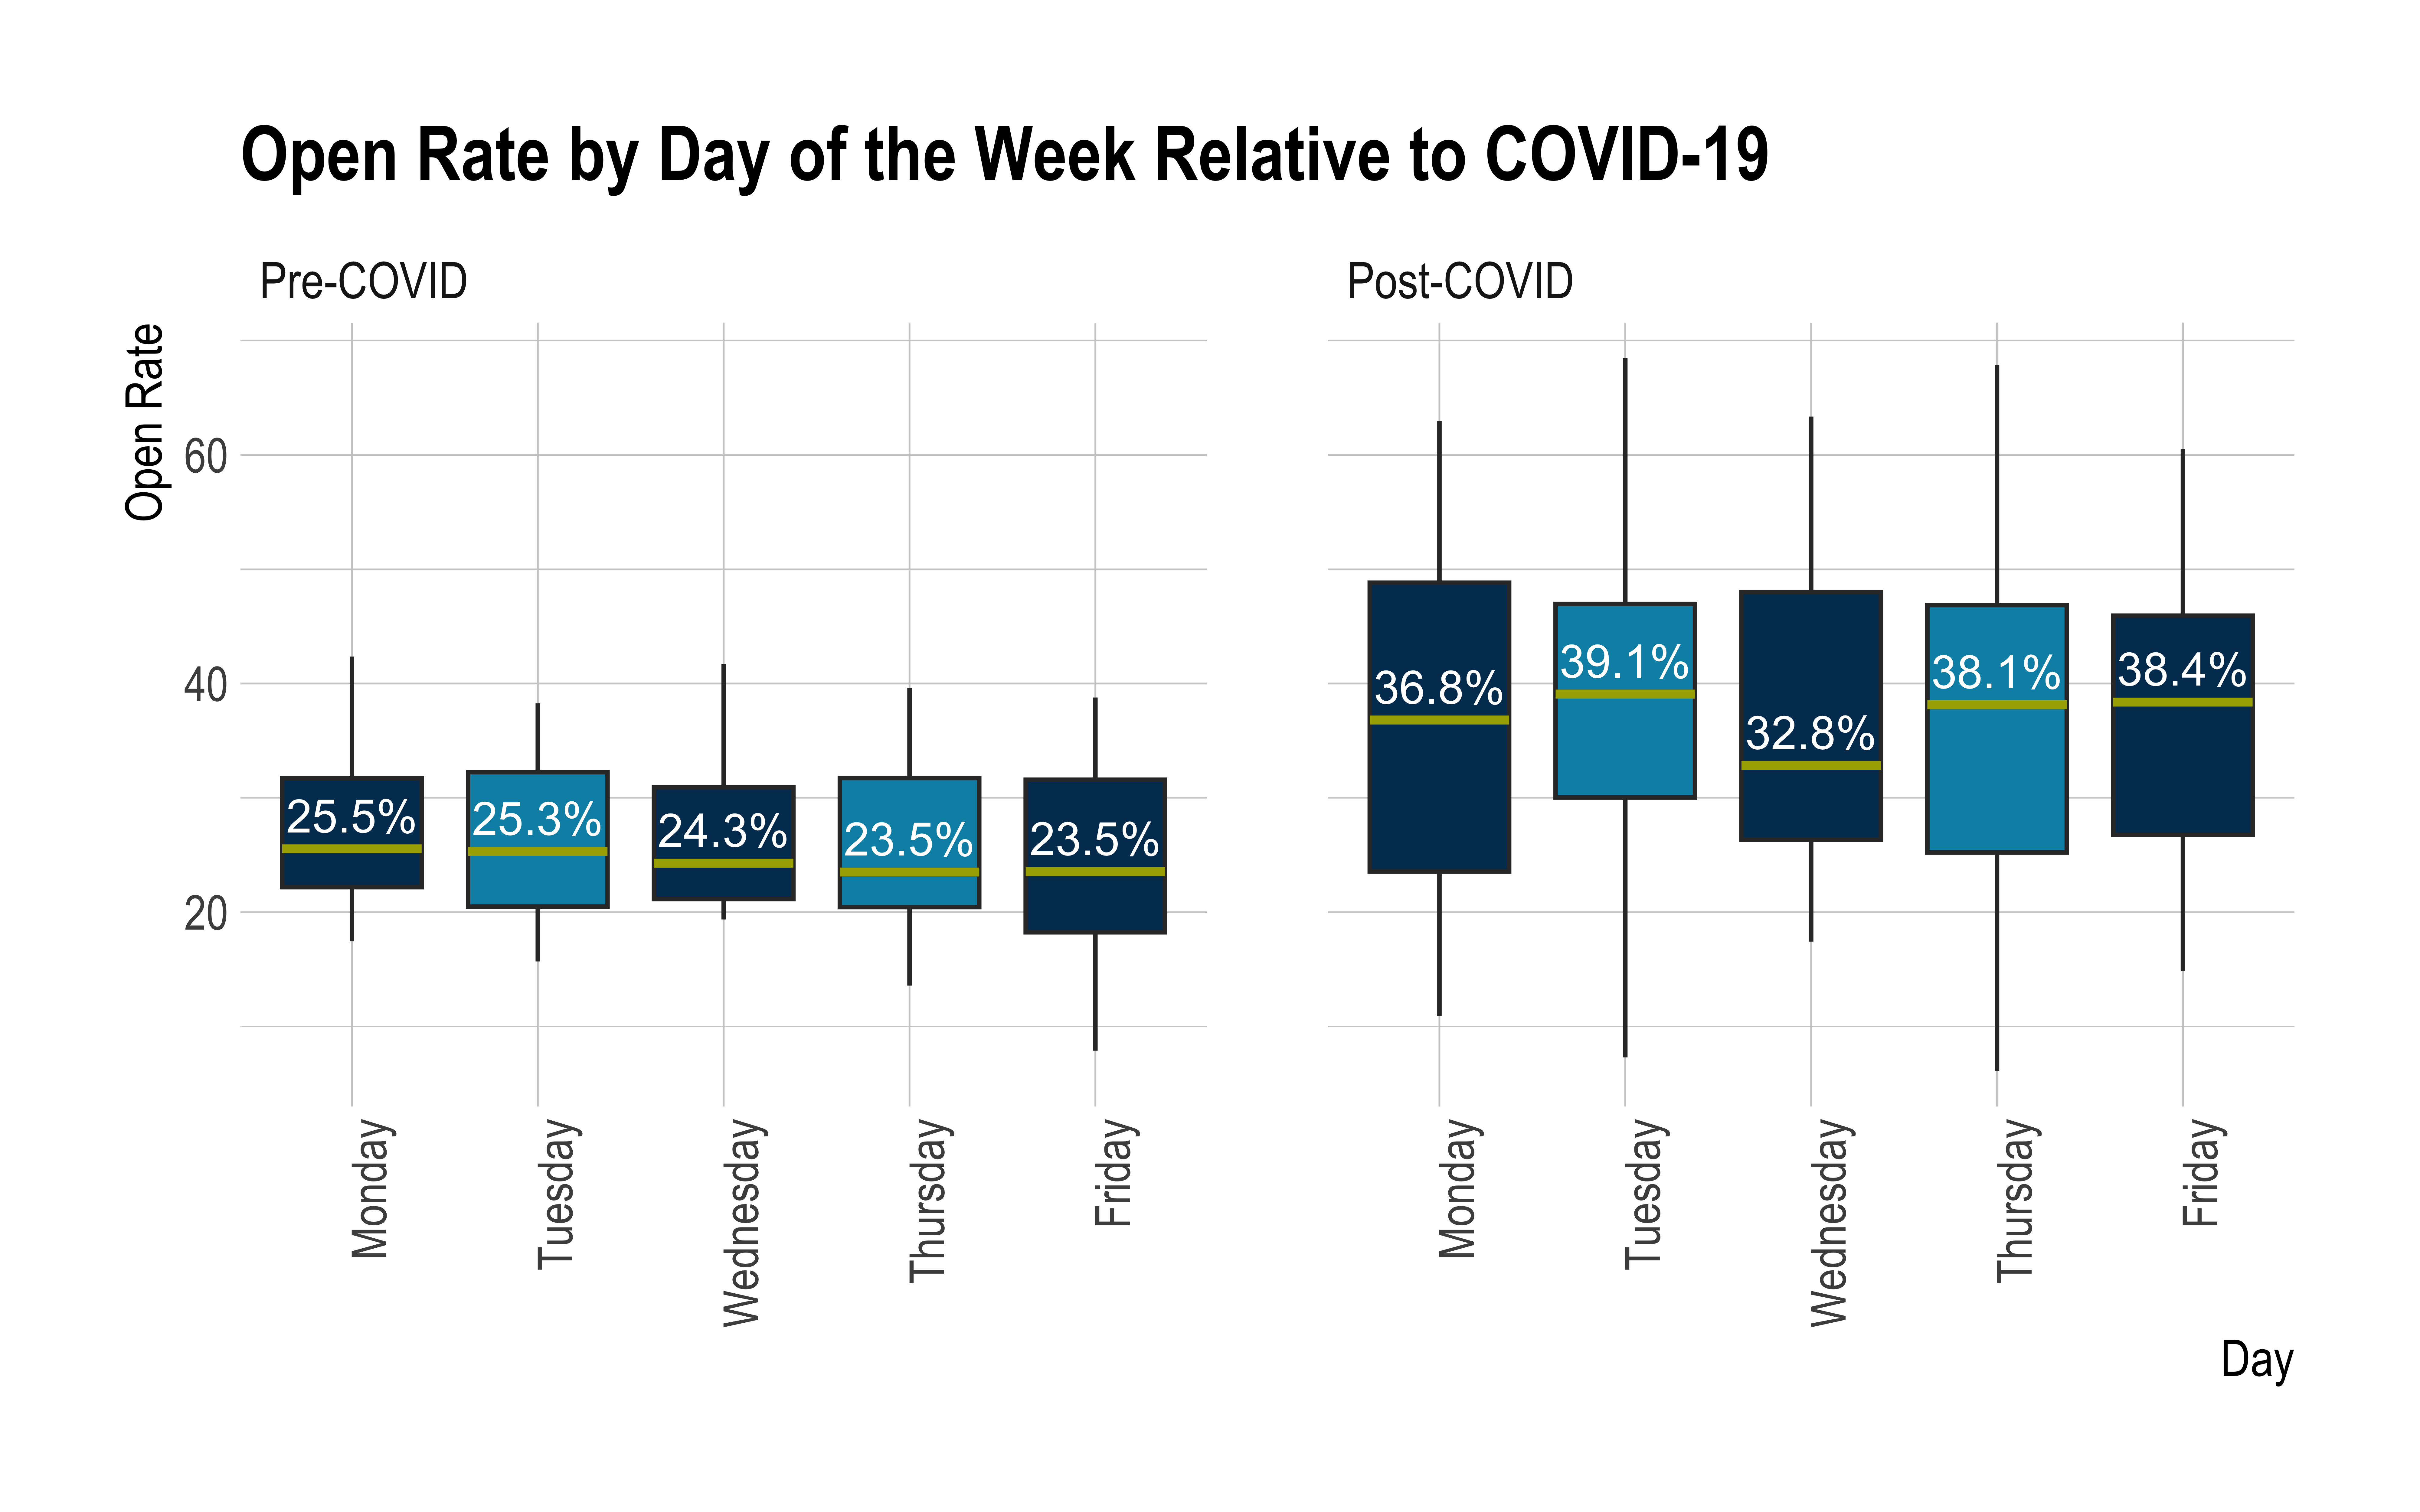 Open Rate by Day of the Week Relative to COVID-19
Pre-COVID
Post-COVID
Open Rate
60
40
20
25.5%
25.3%
24.3%
23.5%
23.5%
36.8%
39.1%
32.8%
38.1%
38.4%
Monday
Tuesday
Wednesday
Thursday
Friday
Monday
Tuesday
Wednesday
Thursday
Friday
Day